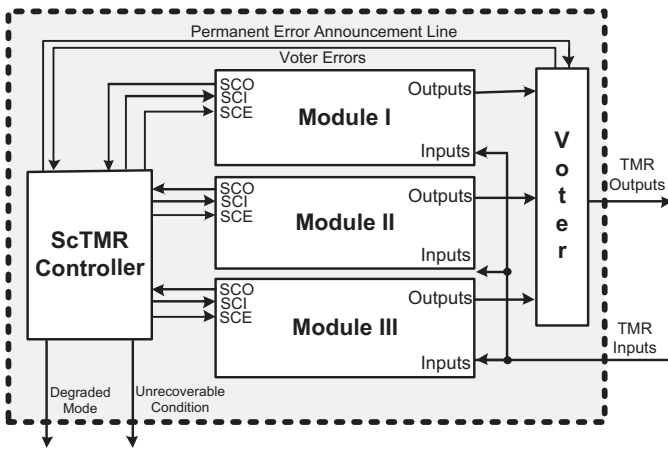 Permanent Error Announcement Line
Voter Errors
SCO
SCI
SCE
Module I
Outputs
Inputs
SCO
SCI
SCE
Module II
Outputs
Inputs
SCO
SCI
SCE
Module III
Outputs
Inputs
ScTMR
Controller
V
o
t
e
r
TMR
Outputs
TMR
Inputs
Degraded
Mode
Unrecoverable
Condition